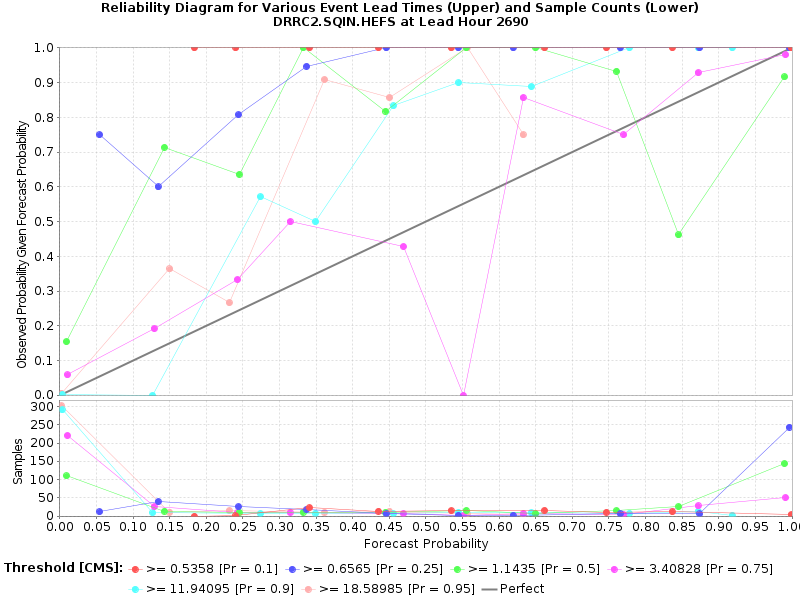 Reliability Diagram for Various Event Lead Times (Upper) and Sample Counts (Lower)
DRRC2.SQIN.HEFS at Lead Hour 2690
Observed Probability Given Forecast Probability
1.0
0.9
0.8
0.7
0.6
0.5
0.4
0.3
0.2
0.1
0.0
Samples
300
250
200
150
100
50
0
0.00 0.05 0.10 0.15 0.20 0.25 0.30 0.35 0.40 0.45 0.50 0.55 0.60 0.65 0.70 0.75 0.80 0.85 0.90 0.95 1.00
Forecast Probability
Threshold [CMS]: >= 0.5358 [Pr = 0.1] >= 0.6565 [Pr = 0.25] >= 1.1435 [Pr = 0.5] >= 3.40828 [Pr = 0.75]
>= 11.94095 [Pr = 0.9] >= 18.58985 [Pr = 0.95] Perfect